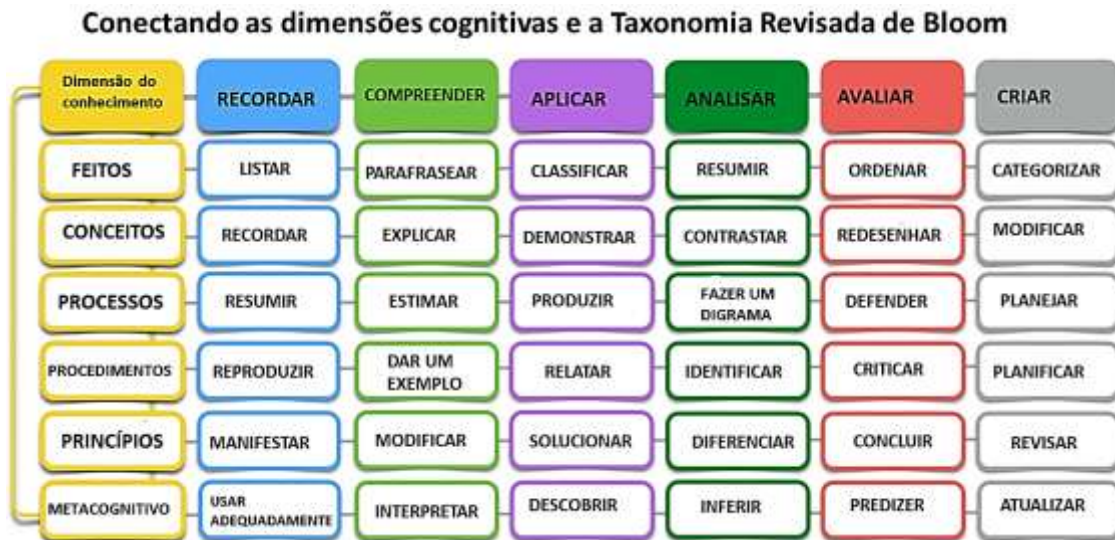 Conectando as dimensões cognitivas e a Taxonomia Revisada de Bloom
Dimensão do
conhecimento
RECORDAR
COMPREENDER
APLICAR
ANALISAR
AVALIAR
CRIAR
FEITOS
LISTAR
PARAFRASEAR
CLASSIFICAR
RESUMIR
ORDENAR
CATEGORIZAR
CONCEITOS
RECORDAR
EXPLICAR
DEMONSTRAR
CONTRASTAR
REDESENHAR
MODIFICAR
PROCESSOS
RESUMIR
ESTIMAR
PRODUZIR
FAZER UM
DIGRAMA
DEFENDER
PLANEJAR
PROCEDIMENTOS
REPRODUZIR
DAR UM
EXEMPLO
RELATAR
IDENTIFICAR
CRITICAR
PLANIFICAR
PRINCÍPIOS
MANIFESTAR
MODIFICAR
SOLUCIONAR
DIFERENCIAR
CONCLUIR
REVISAR
METACOGNITIVO
USAR
ADEQUADAMENTE
INTERPRETAR
DESCOBRIR
INFERIR
PREDIZER
ATUALIZAR